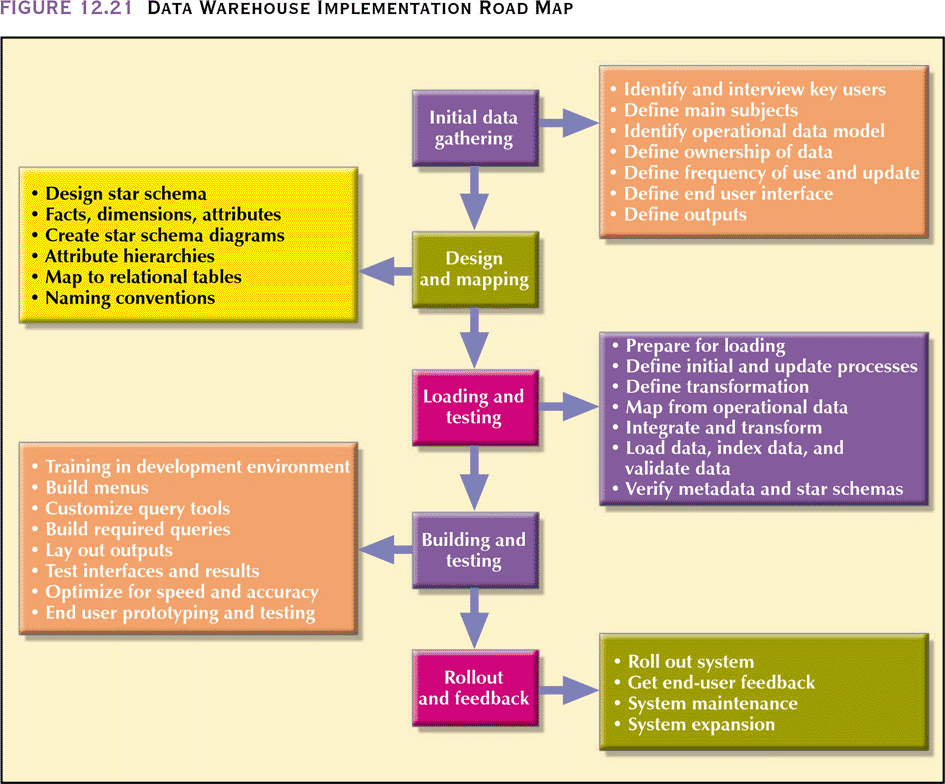 FIGURE 12.21 DATA WAREHOUSE IMPLEMENTATION ROAD MAP
Initial data
gathering
• Identify and interview key users
• Define main subjects
• Identify operational data model
• Define ownership of data
• Define frequency of use and update
• Define end user interface
• Define outputs
Design
and mapping
• Design star schema
• Facts, dimensions, attributes
• Create star schema diagrams
• Attribute hierarchies
• Map to relational tables
• Naming conventions
Loading and
testing
• Prepare for loading
• Define initial and update processes
• Define transformation
• Map from operational data
• Integrate and transform
• Load data, index data, and
validate data
• Verify metadata and star schemas
Building and
testing
• Training in development environment
• Build menus
• Customize query tools
• Build required queries
• Lay out outputs
• Test interfaces and results
• Optimize for speed and accuracy
• End user prototyping and testing
Rollout
and feedback
• Roll out system
• Get end-user feedback
• System maintenance
• System expansion